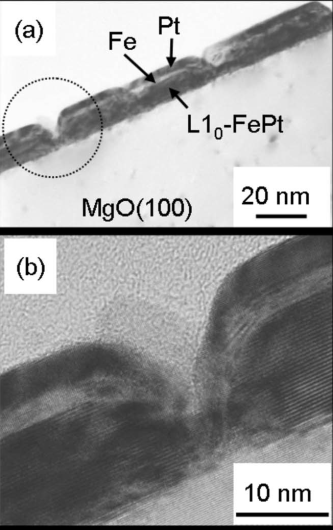 (a)
Pt
Fe
L1₀-FePt
MgO(100)
20 nm
(b)
10 nm